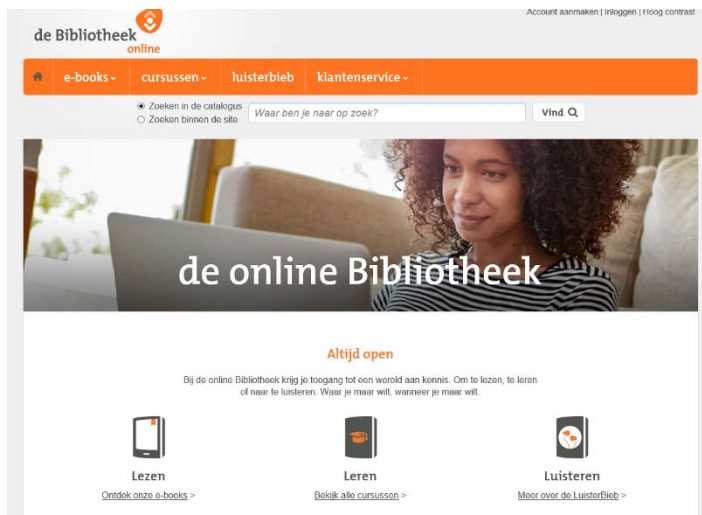 Account aanmaken | Inloggen | Hoog contrast
de Bibliotheek
online
e-books cursussen luisterbieb klantenservice
Zoeken in de catalogus
Zoeken binnen de site
Waar ben je naar op zoek?
Vind
de online Bibliotheek
Altijd open
Bij de online Bibliotheek krijg je toegang tot een wereld aan kennis. Om te lezen, te leren
of naar te luisteren. Waar je maar wilt, wanneer je maar wilt.
Lezen Leren Luisteren
Ontdek onze e-books > Bekijk alle cursussen > Meer over de LuisterBieb >